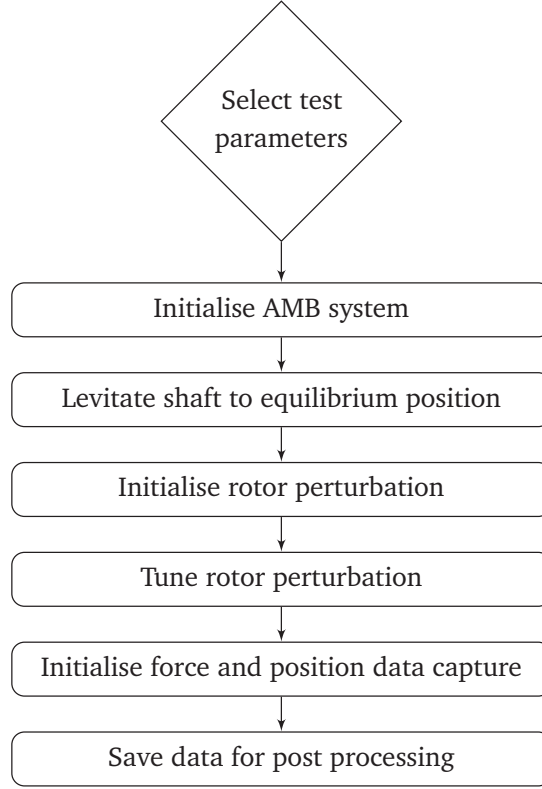 Select test
parameters
Initialise AMB system
Levitate shaft to equilibrium position
Initialise rotor perturbation
Tune rotor perturbation
Initialise force and position data capture
Save data for post processing